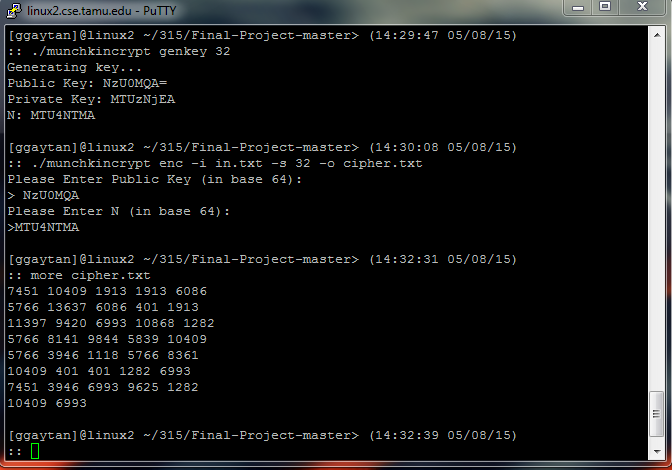 linux2.cse.tamu.edu - PuTTY
[ggaytan]@linux2 ~/315/Final-Project-master> (14:29:47 05/08/15)
:: ./munchkincrypt genkey 32
Generating key...
Public Key: NzU0MQA=
Private Key: MTUzNjEA
N: MTU4NTMA
[ggaytan]@linux2 ~/315/Final-Project-master> (14:30:08 05/08/15)
:: ./munchkincrypt enc -i in.txt -s 32 -o cipher.txt
Please Enter Public Key (in base 64):
> NzU0MQA
Please Enter N (in base 64):
>MTU4NTMA
[ggaytan]@linux2 ~/315/Final-Project-master> (14:32:31 05/08/15)
:: more cipher.txt
7451 10409 1913 1913 6086
5766 13637 6086 401 1913
11397 9420 6993 10868 1282
5766 8141 9844 5839 10409
5766 3946 1118 5766 8361
10409 401 401 1282 6993
7451 3946 6993 9625 1282
10409 6993
[ggaytan]@linux2 ~/315/Final-Project-master> (14:32:39 05/08/15)
::